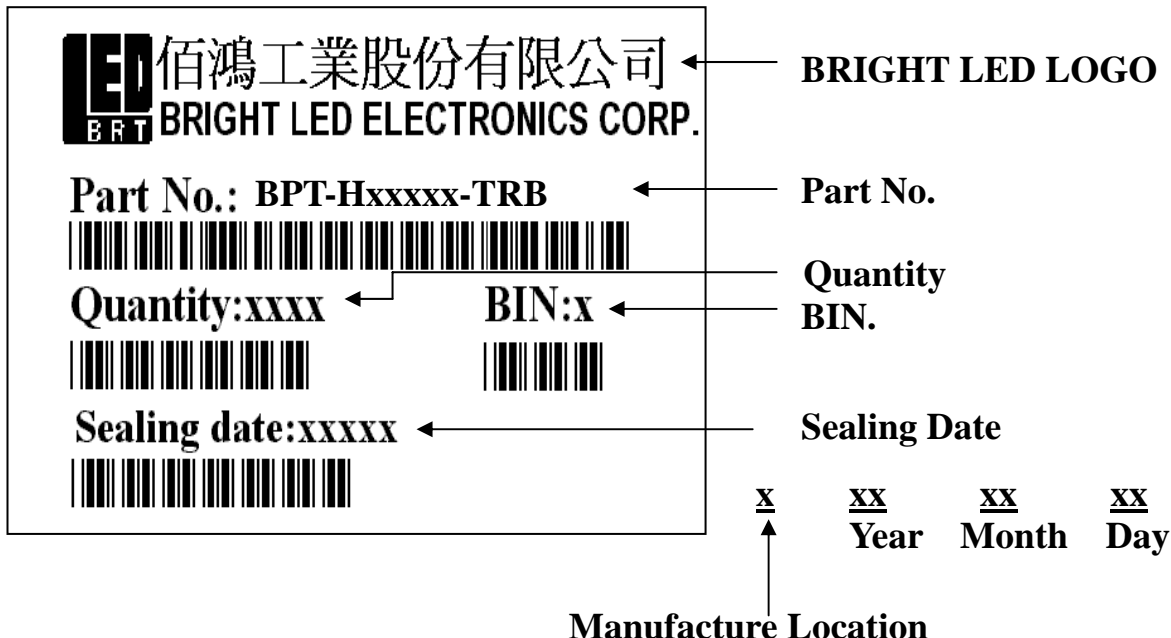 LED 佰鴻工業股份有限公司 BRIGHT LED LOGO
BRT BRIGHT LED ELECTRONICS CORP.
Part No.: BPT-Hxxxxx-TRB Part No.
Quantity
Quantity:xxxx BIN:x BIN.
Sealing date:xxxxx Sealing Date
x xx xx xx
Year Month Day
Manufacture Location